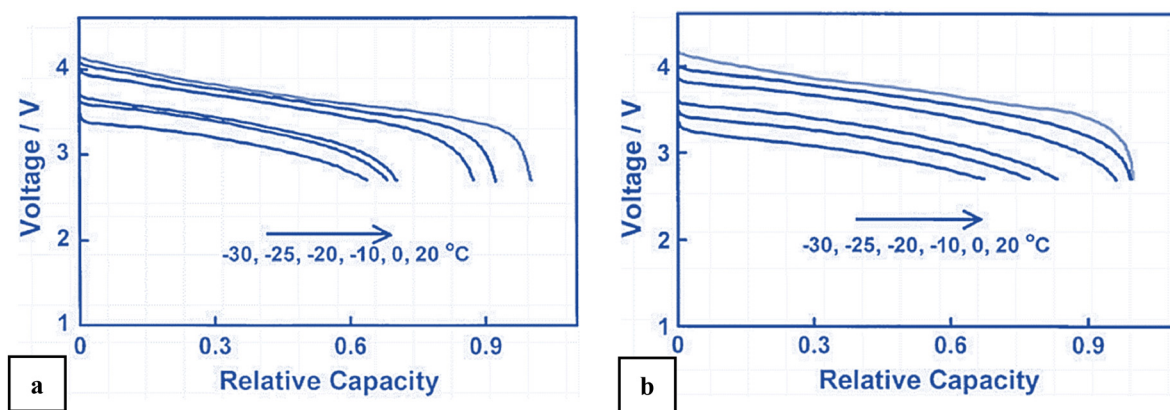 4
3
2
1
Voltage / V
-30, -25, -20, -10, 0, 20 °C
0
0.3
0.6
0.9
Relative Capacity
a
4
3
2
1
Voltage / V
-30, -25, -20, -10, 0, 20 °C
0
0.3
0.6
0.9
Relative Capacity
b